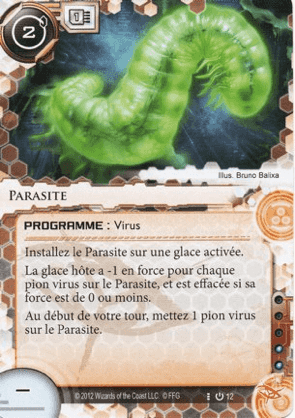 2
1
Illus. Bruno Balixa
PARASITE
PROGRAMME : Virus
Installez le Parasite sur une glace activée.
La glace hôte a -1 en force pour chaque
pion virus sur le Parasite, et est effacée si sa
force est de 0 ou moins.
Au début de votre tour, mettez 1 pion virus
sur le Parasite.
–
© 2012 Wizards of the Coast LLC. © FFG
12